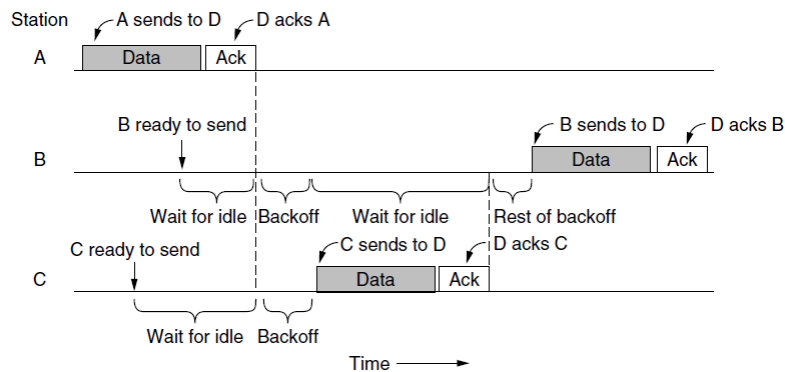 Station
A sends to D
D acks A
A
Data
Ack
B ready to send
B sends to D
D acks B
B
Data
Ack
Wait for idle
Backoff
Wait for idle
Rest of backoff
C ready to send
C sends to D
D acks C
C
Data
Ack
Wait for idle
Backoff
Time